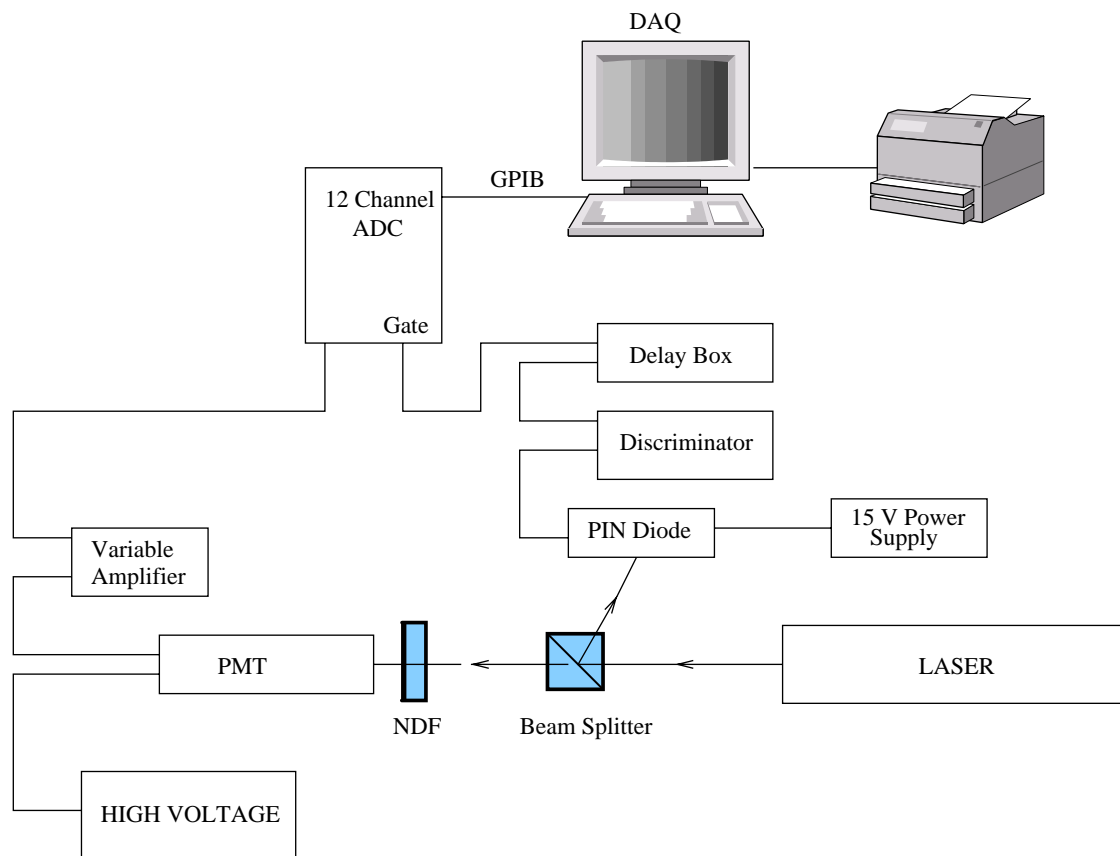 DAQ
GPIB
12 Channel
ADC
Gate
Delay Box
Discriminator
PIN Diode
15 V Power
Supply
Variable
Amplifier
PMT
NDF
Beam Splitter
LASER
HIGH VOLTAGE